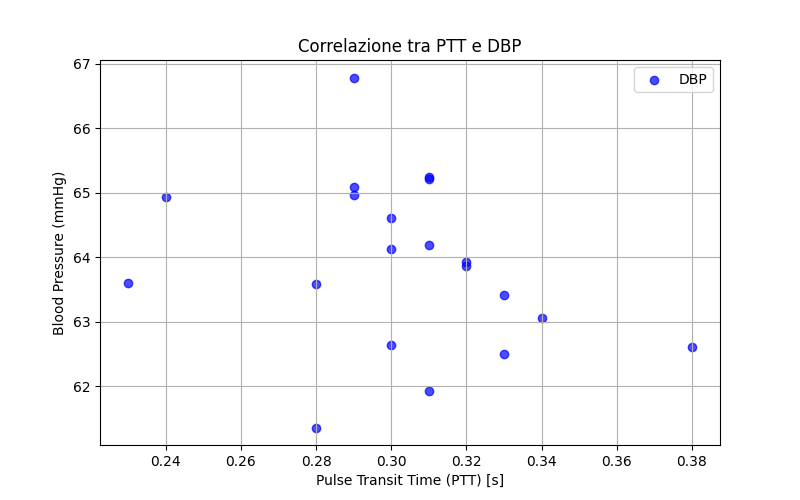 Correlazione tra PTT e DBP
DBP
Blood Pressure (mmHg)
67
66
65
64
63
62
0.24 0.26 0.28 0.30 0.32 0.34 0.36 0.38
Pulse Transit Time (PTT) [s]